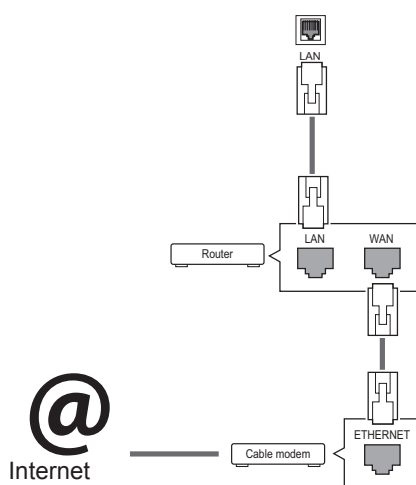 LAN
LAN WAN
Router
ETHERNET
@
Cable modem
Internet